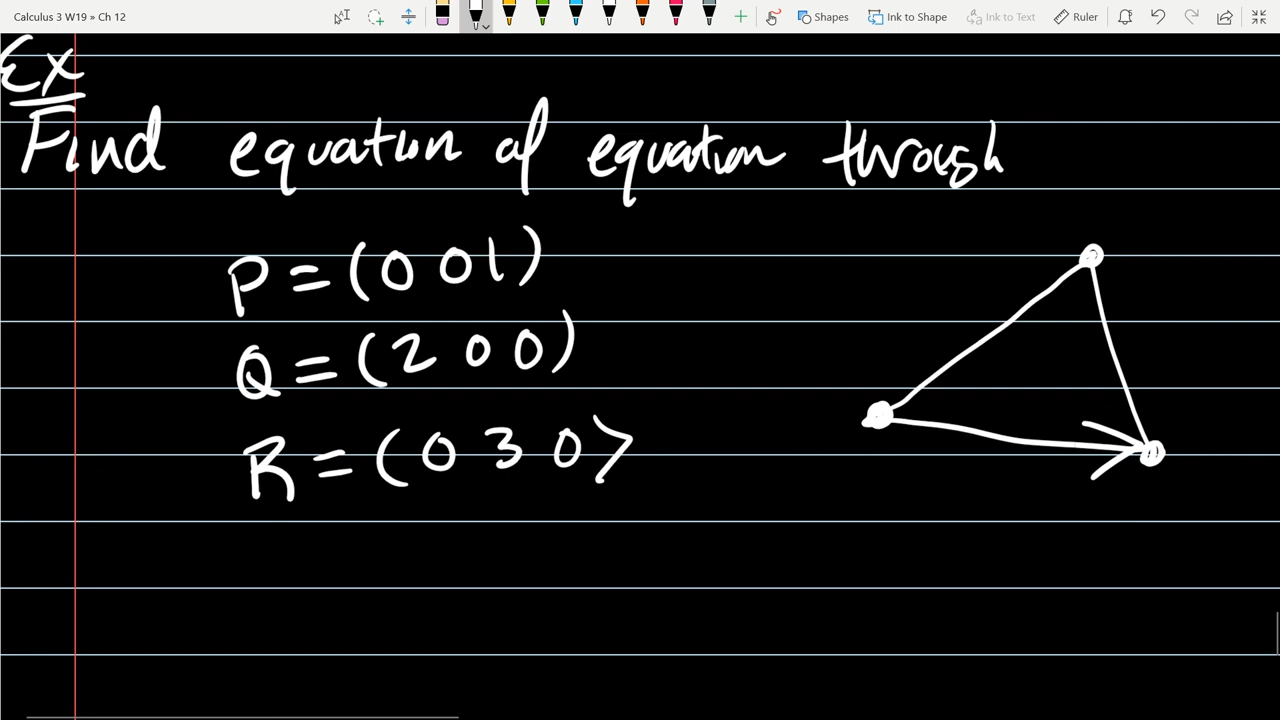 Calculus 3 W19 » Ch 12
Shapes
Ink to Shape
Ink to Text
Ruler
Ex
Find equation of equation through
P = (0 0 1)
Q = (2 0 0)
R = (0 3 0>